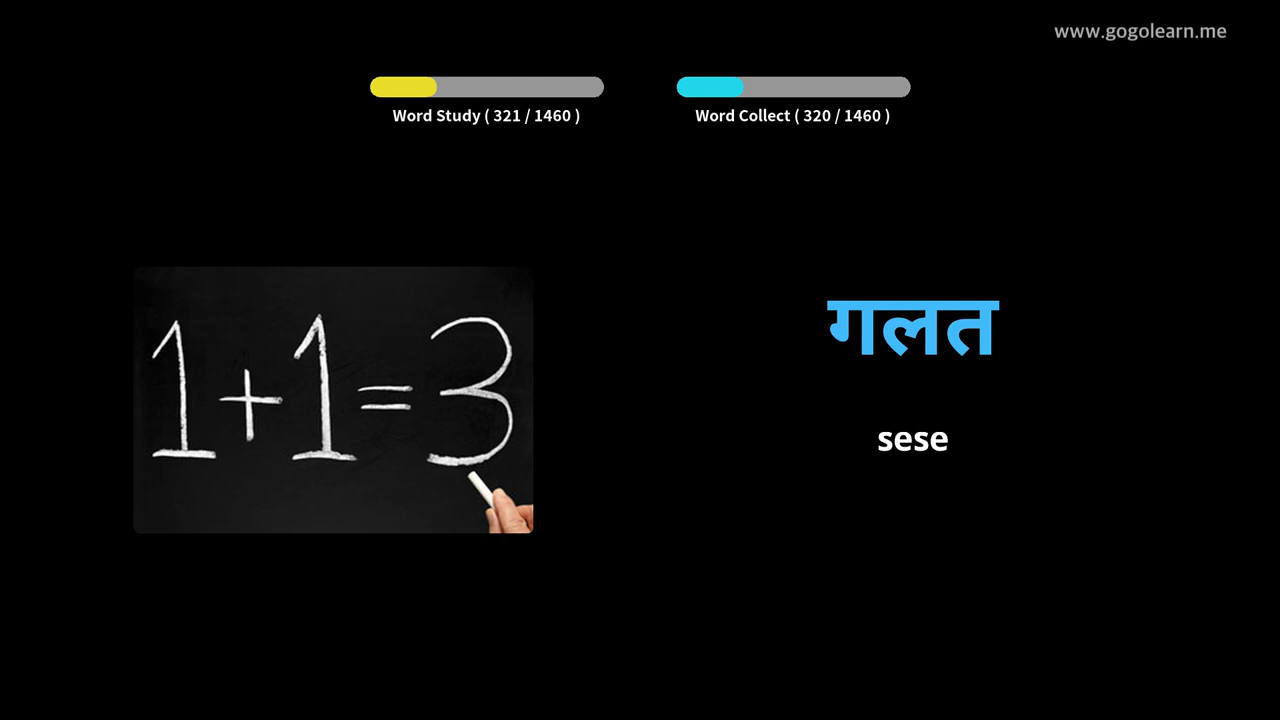 www.gogolearn.me
Word Study ( 321 / 1460 )
Word Collect ( 320 / 1460 )
1+1=3
गलत
sese